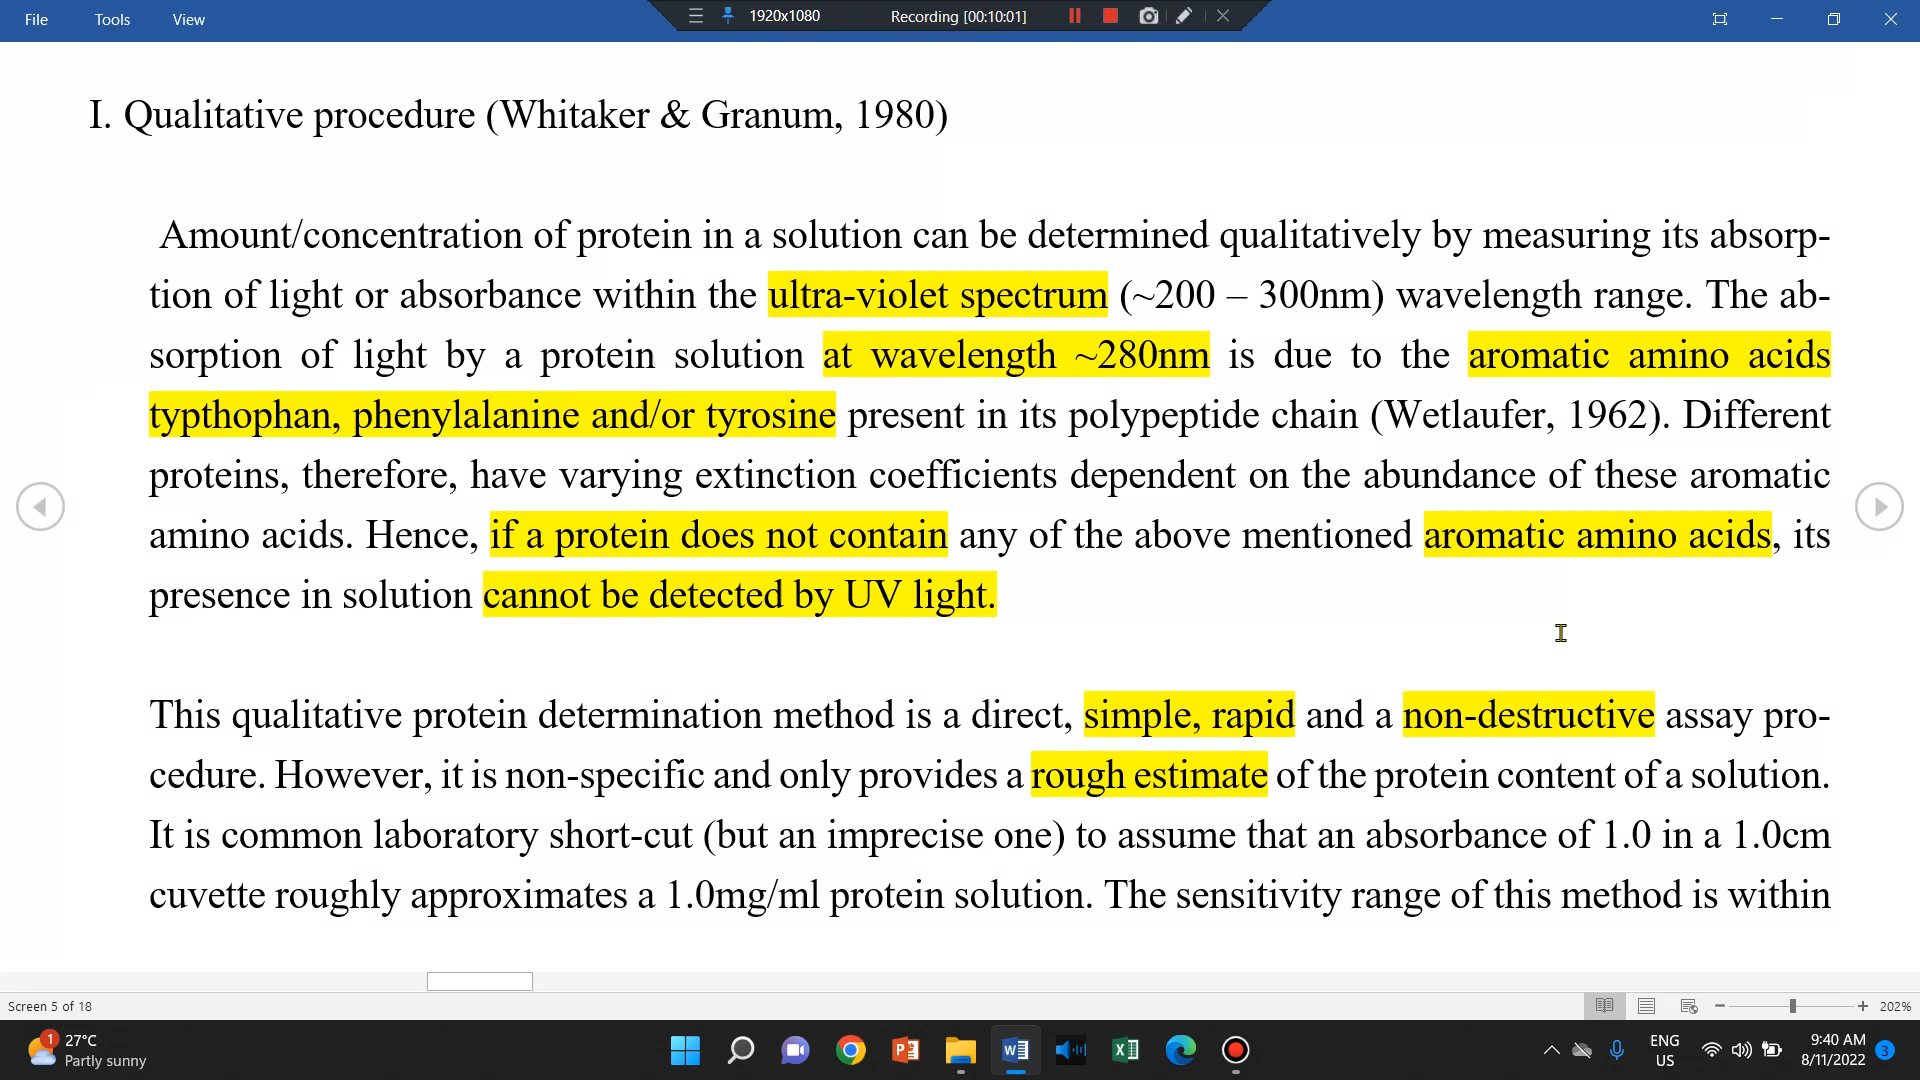 File Tools View
1920x1080 Recording [00:10:01]
I. Qualitative procedure (Whitaker & Granum, 1980)
Amount/concentration of protein in a solution can be determined qualitatively by measuring its absorp-
tion of light or absorbance within the ultra-violet spectrum (~200 – 300nm) wavelength range. The ab-
sorption of light by a protein solution at wavelength ~280nm is due to the aromatic amino acids
typthophan, phenylalanine and/or tyrosine present in its polypeptide chain (Wetlaufer, 1962). Different
proteins, therefore, have varying extinction coefficients dependent on the abundance of these aromatic
amino acids. Hence, if a protein does not contain any of the above mentioned aromatic amino acids, its
presence in solution cannot be detected by UV light.
This qualitative protein determination method is a direct, simple, rapid and a non-destructive assay pro-
cedure. However, it is non-specific and only provides a rough estimate of the protein content of a solution.
It is common laboratory short-cut (but an imprecise one) to assume that an absorbance of 1.0 in a 1.0cm
cuvette roughly approximates a 1.0mg/ml protein solution. The sensitivity range of this method is within
Screen 5 of 18
202%
1
27°C
Partly sunny
ENG
US
9:40 AM
8/11/2022
3